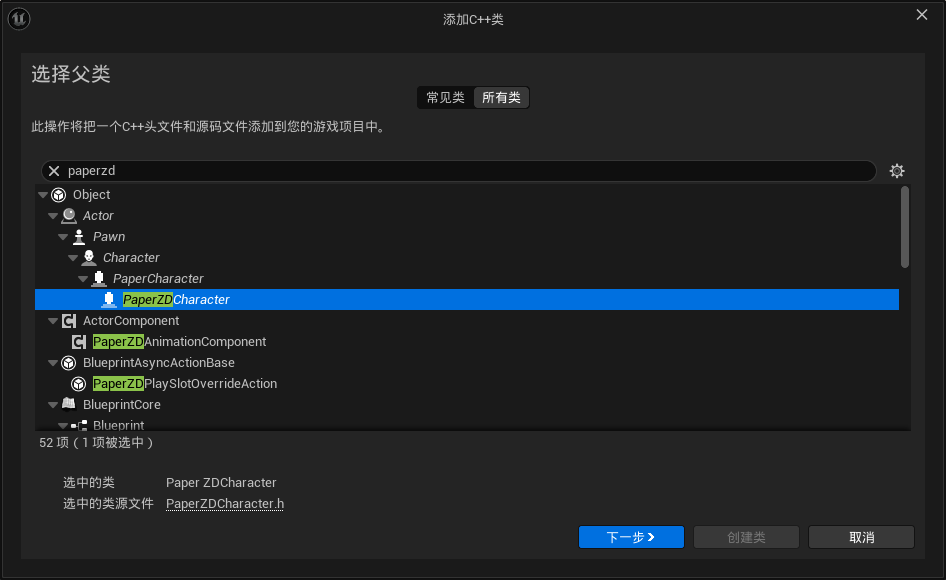 添加C++类
选择父类
常见类 所有类
此操作将把一个C++头文件和源码文件添加到您的游戏项目中。
paperzd
Object
Actor
Pawn
Character
PaperCharacter
PaperZDCharacter
ActorComponent
PaperZDAnimationComponent
BlueprintAsyncActionBase
PaperZDPlaySlotOverrideAction
BlueprintCore
Blueprint
52 项（1 项被选中）
选中的类 Paper ZDCharacter
选中的类源文件 PaperZDCharacter.h
下一步 创建类 取消